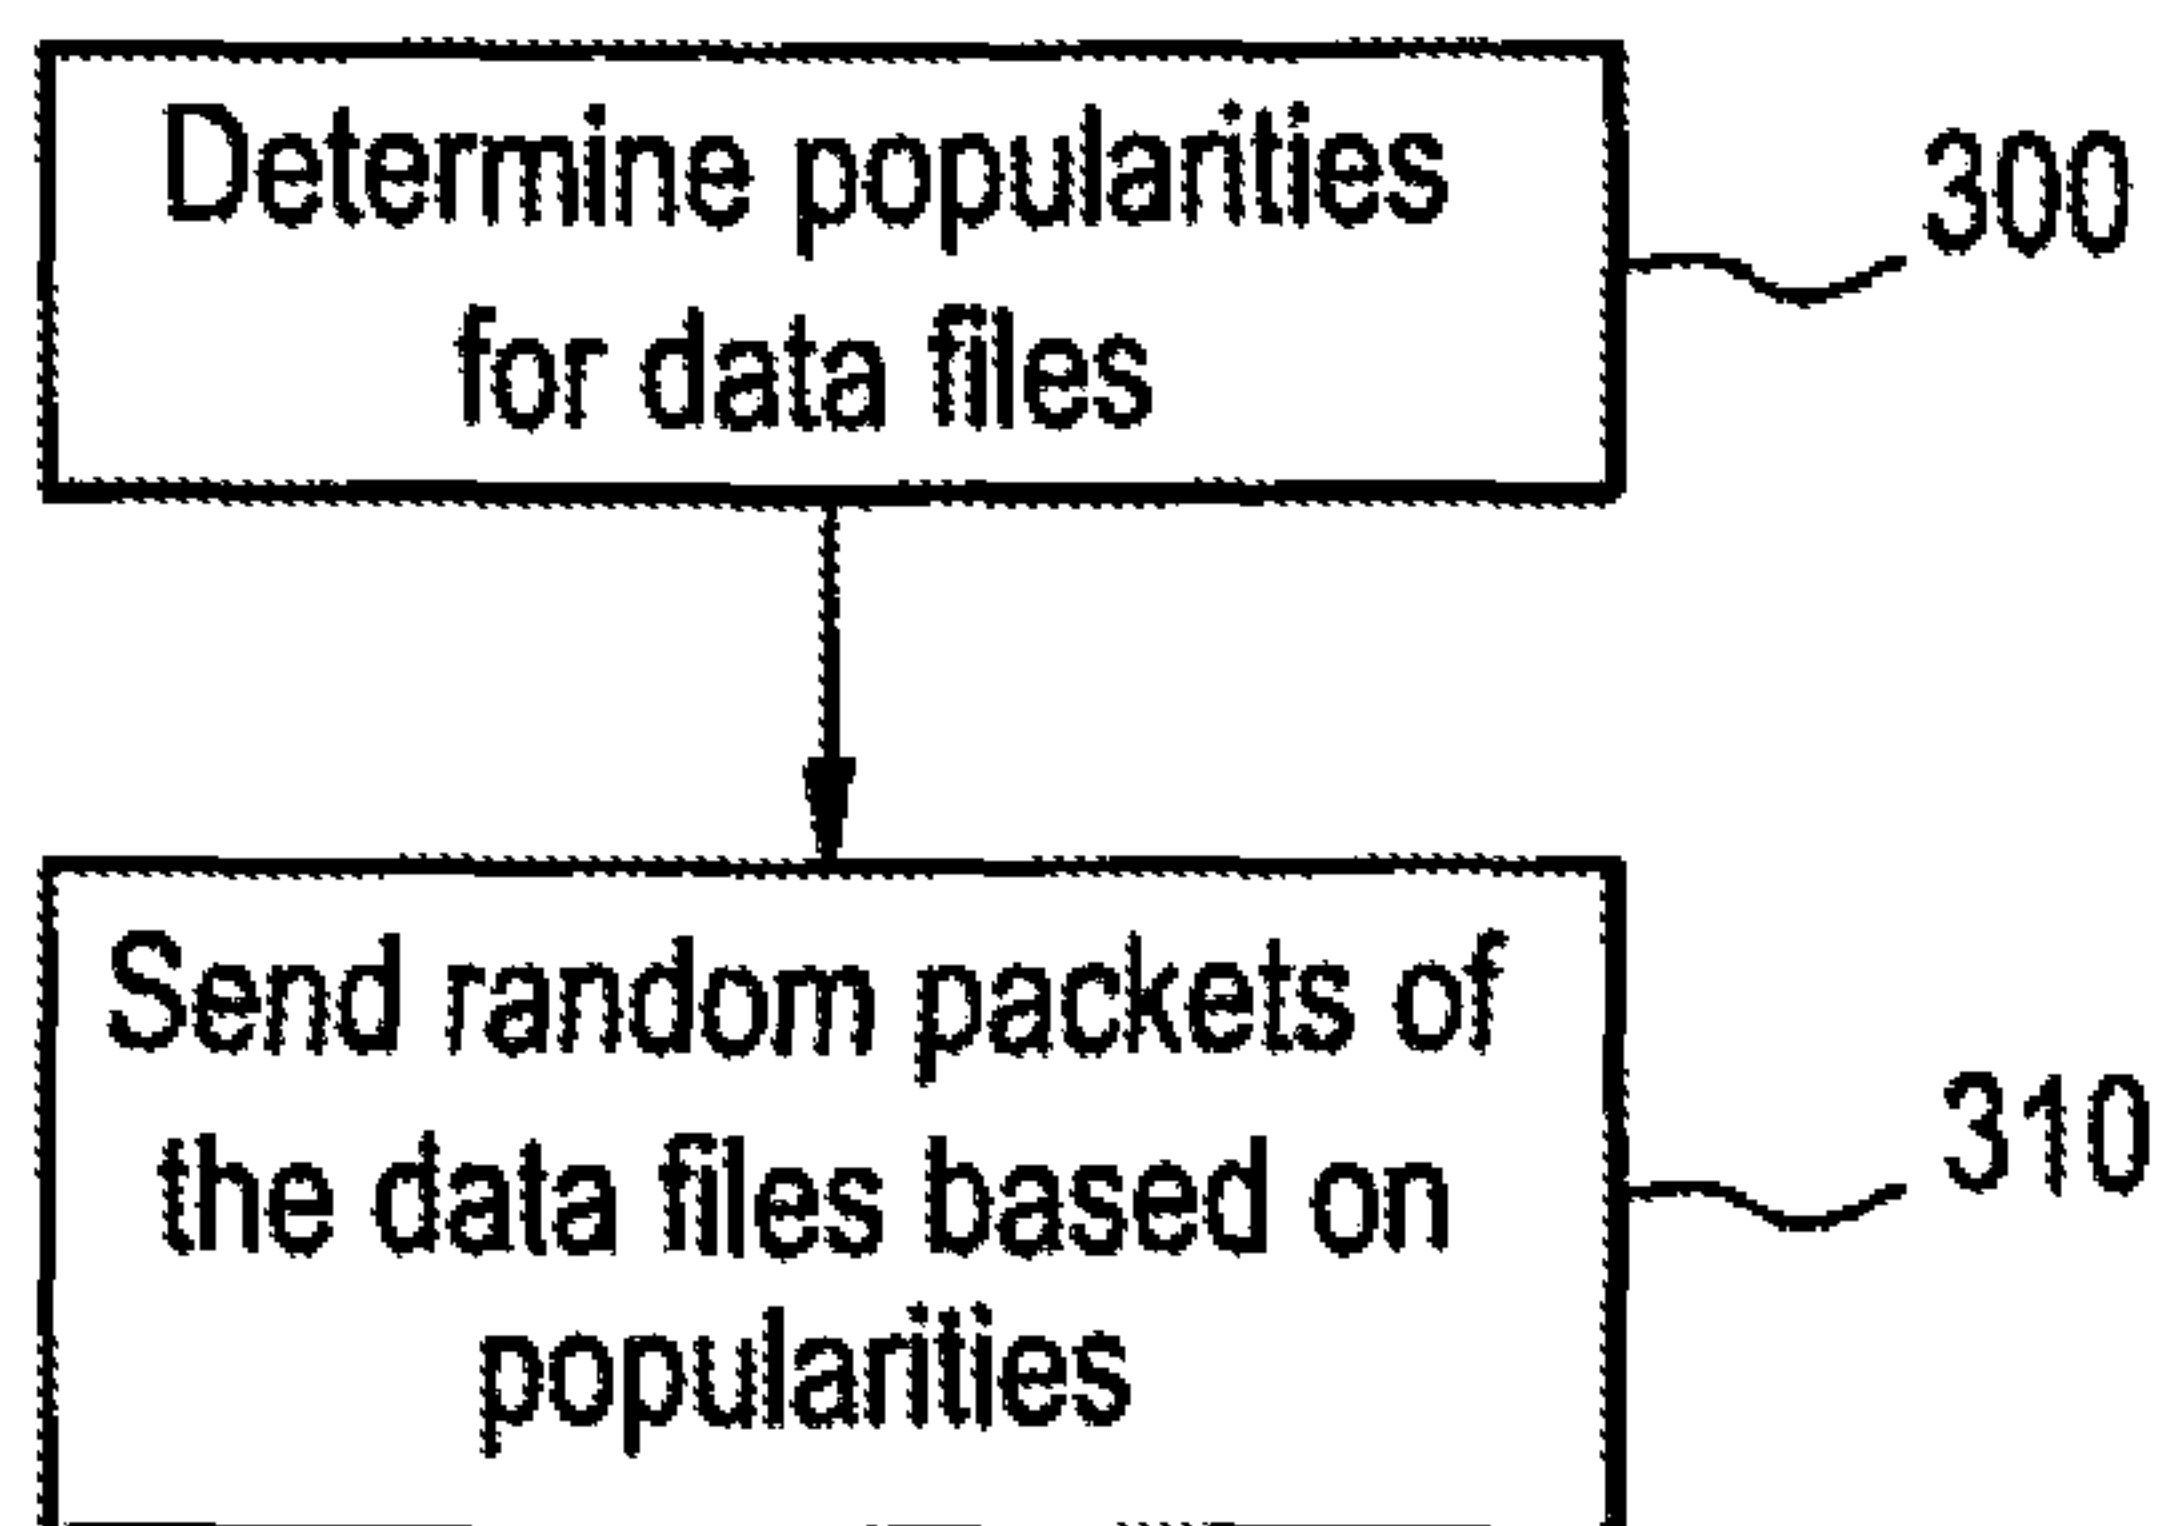 Determine popularities
for data files
300
Send random packets of
the data files based on
popularities
310